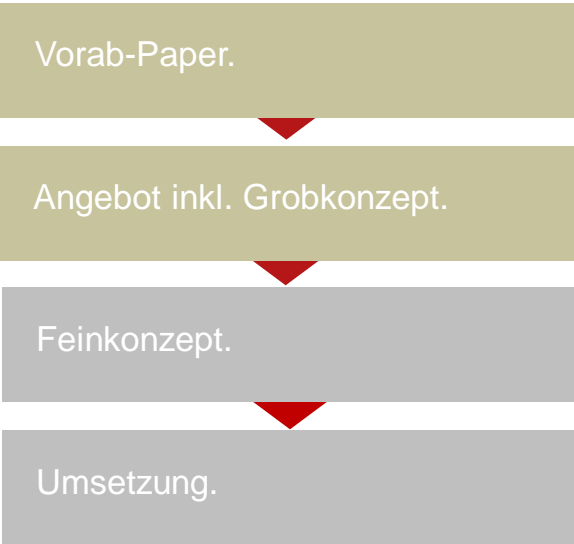 Vorab-Paper.
Angebot inkl. Grobkonzept.
Feinkonzept.
Umsetzung.